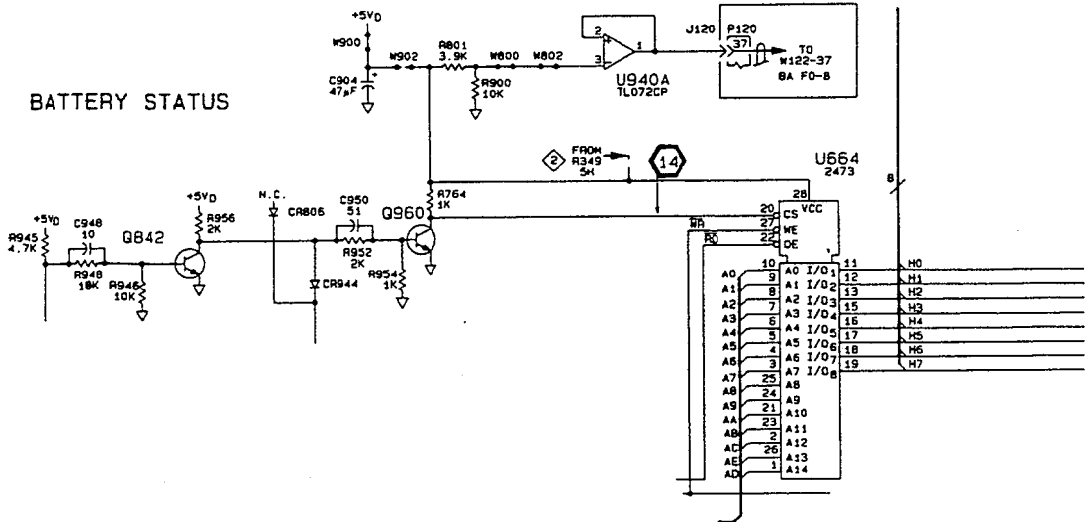 +5VD
W900
W902
R801
3.9K
W800
W802
2
3
1
U940A
TL072CP
J120
P120
37
TO
W122-37
8A F0-8
C904
47µF
+
R900
10K
BATTERY STATUS
2
FROM
R349
5H
14
U664
2473
8
R764
1K
28
VCC
+5VD
R945
4.7K
C948
10
R948
18K
R946
10K
Q842
+5VD
R956
2K
N.C.
CR806
CR944
C950
51
R952
2K
R954
1K
Q960
20 CS
WR 27 WE
RD 22 OE
A0 10 A0 I/O1 11 H0
A1 9 A1 I/O2 12 H1
A2 8 A2 I/O3 13 H2
A3 7 A3 I/O4 15 H3
A4 6 A4 I/O5 16 H4
A5 5 A5 I/O6 17 H5
A6 4 A6 I/O7 18 H6
A7 3 A7 I/O8 19 H7
A8 25 A8
A9 24 A9
AA 21 A10
AB 23 A11
AC 2 A12
AE 26 A13
AD 1 A14